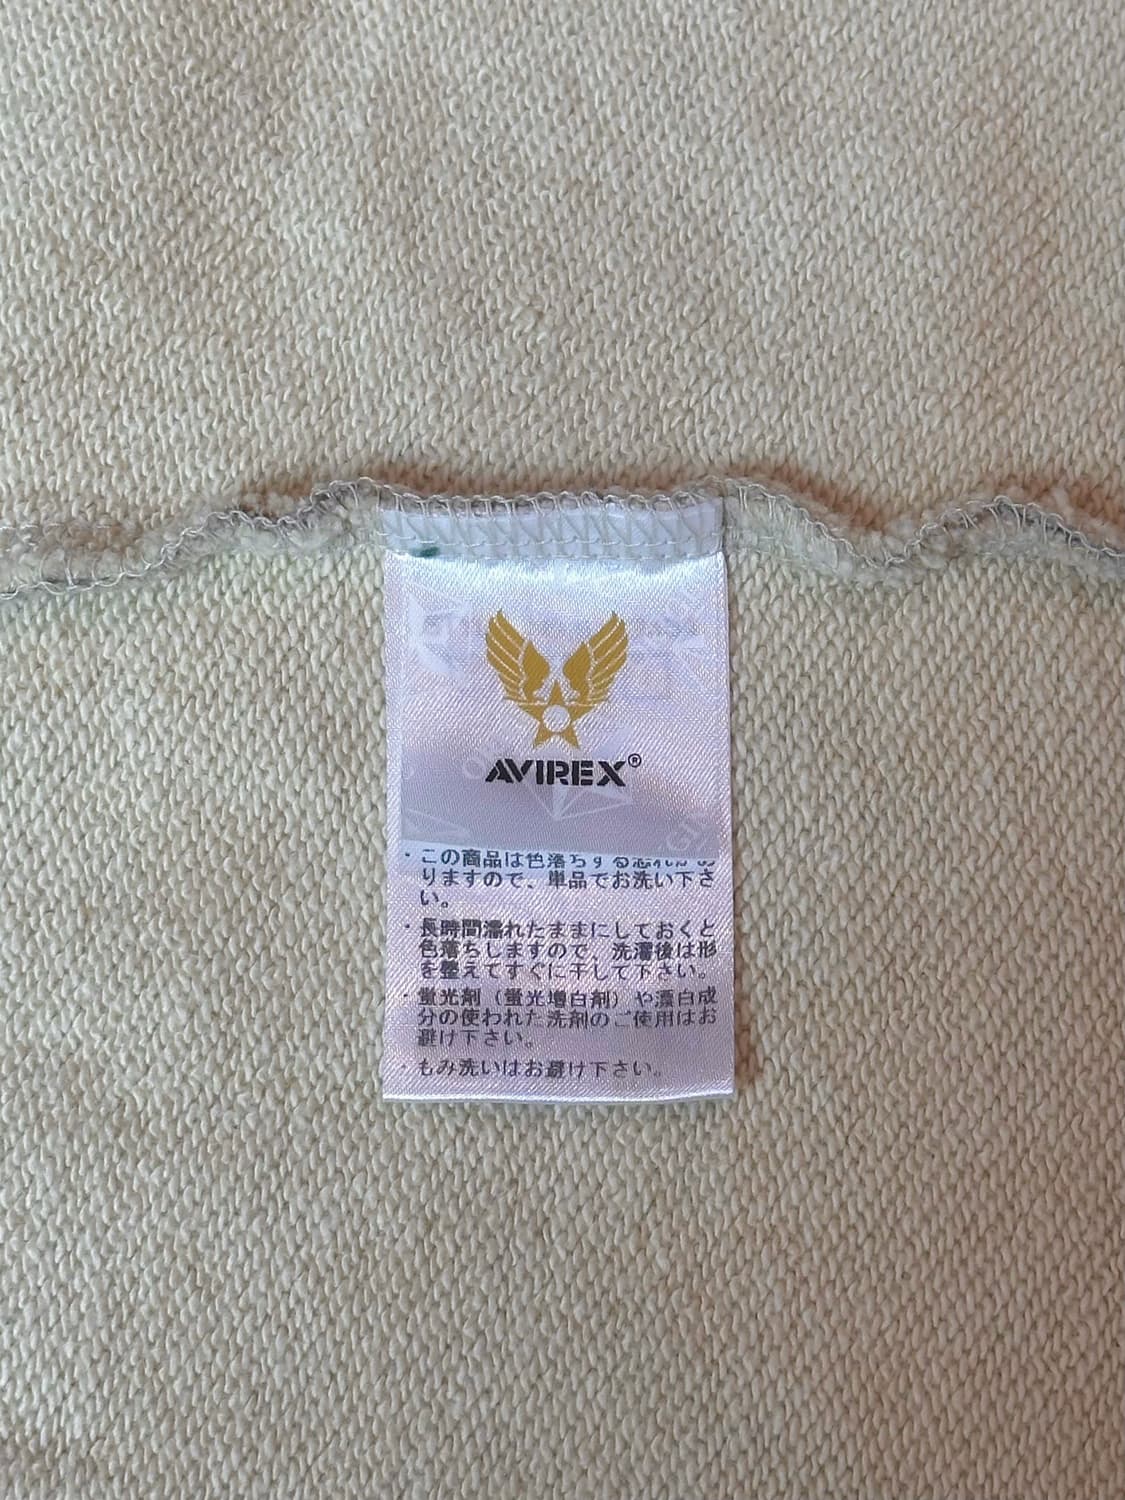 AVIREX®
・この商品は色落ちする恐れがあ
りますので、単品でお洗い下さ
い。
・長時間濡れたままにしておくと
色落ちしますので、洗濯後は形
を整えてすぐに干して下さい。
・蛍光剤（蛍光増白剤）や漂白成
分の使われた洗剤のご使用はお
避け下さい。
・もみ洗いはお避け下さい。